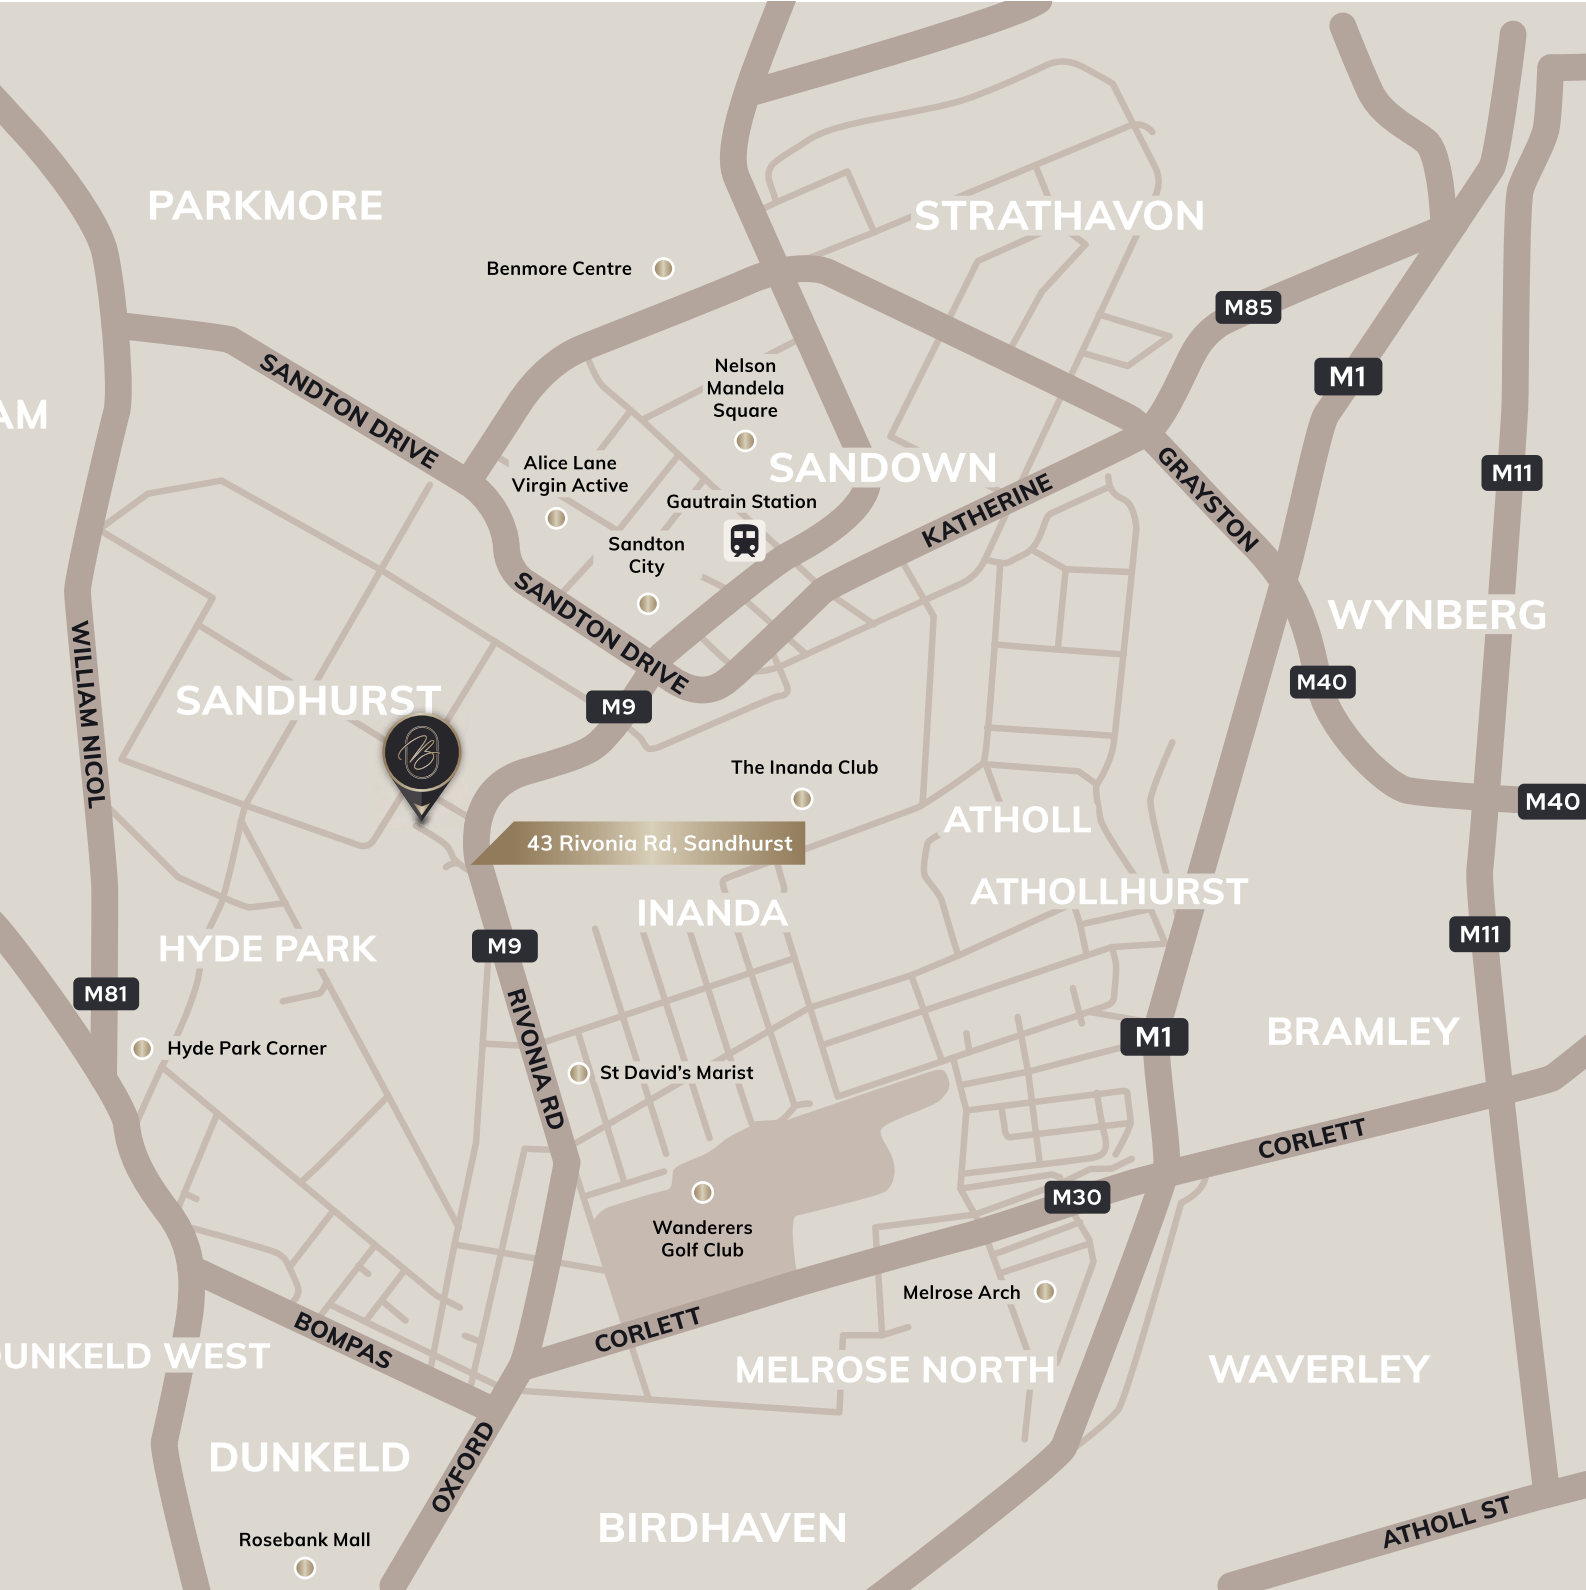 PARKMORE
STRATHAVON
Benmore Centre
M85
SANDTON DRIVE
Nelson
Mandela
Square
M1
AM
Alice Lane
Virgin Active
SANDOWN
GRAYSTON
M11
Gautrain Station
KATHERINE
Sandton
City
SANDTON DRIVE
WYNBERG
WILLIAM NICOL
SANDHURST
M9
M40
B
The Inanda Club
M40
ATHOLL
43 Rivonia Rd, Sandhurst
ATHOLLHURST
INANDA
HYDE PARK
M9
M11
M81
RIVONIA RD
M1
BRAMLEY
Hyde Park Corner
St David’s Marist
CORLETT
M30
Wanderers
Golf Club
Melrose Arch
BOMPAS
CORLETT
UNKELD WEST
MELROSE NORTH
WAVERLEY
DUNKELD
OXFORD
BIRDHAVEN
ATHOLL ST
Rosebank Mall